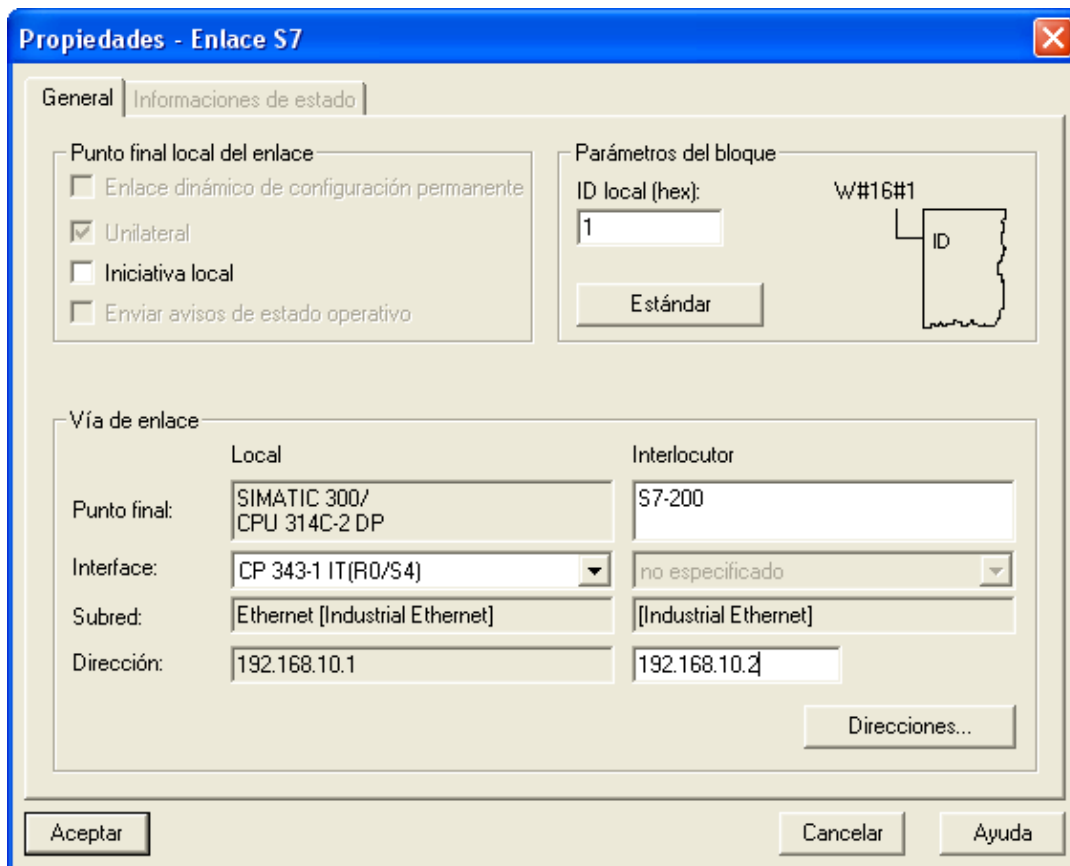 Propiedades - Enlace S7
General
Informaciones de estado
Punto final local del enlace
Enlace dinámico de configuración permanente
Unilateral
Iniciativa local
Enviar avisos de estado operativo
Parámetros del bloque
ID local (hex):
W#16#1
1
ID
Estándar
Vía de enlace
Local
Interlocutor
Punto final:
SIMATIC 300/
CPU 314C-2 DP
S7-200
Interface:
CP 343-1 IT(R0/S4)
no especificado
Subred:
Ethernet [Industrial Ethernet]
[Industrial Ethernet]
Dirección:
192.168.10.1
192.168.10.2
Direcciones...
Aceptar
Cancelar
Ayuda